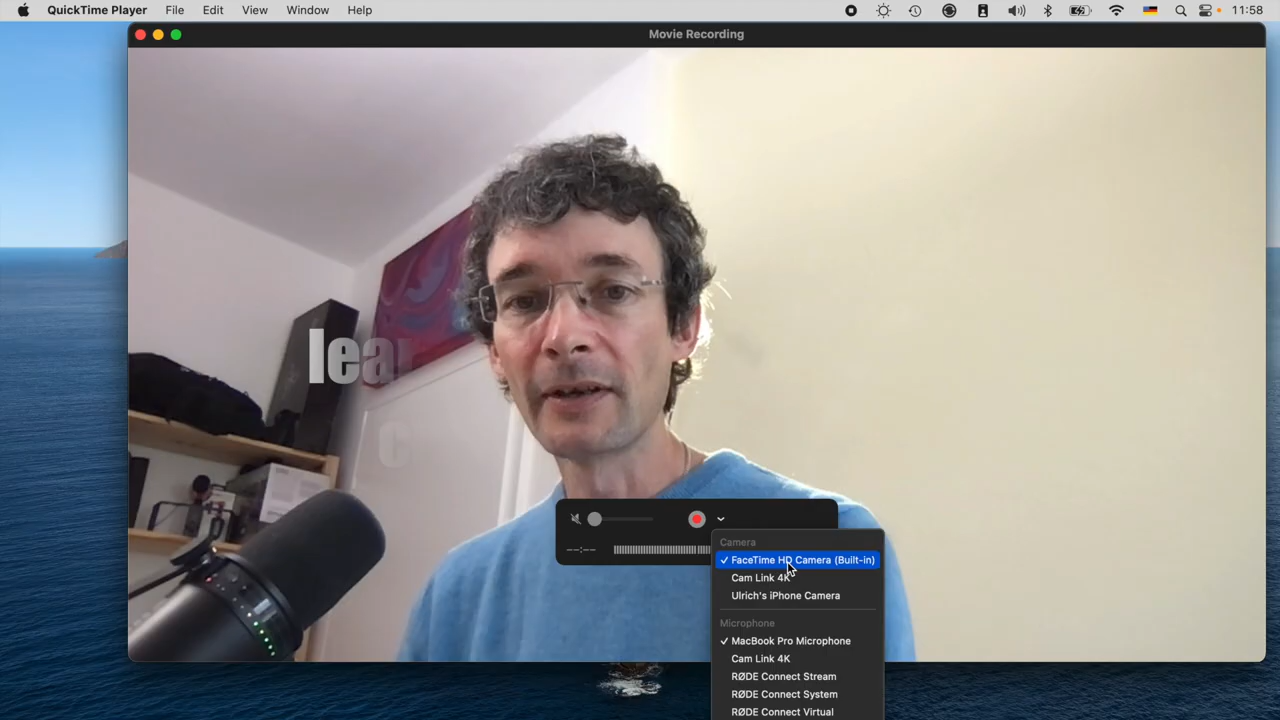 QuickTime Player File Edit View Window Help 11:58
Movie Recording
lear
c
--:--
Camera
✓ FaceTime HD Camera (Built-in)
Cam Link 4K
Ulrich's iPhone Camera
Microphone
✓ MacBook Pro Microphone
Cam Link 4K
RØDE Connect Stream
RØDE Connect System
RØDE Connect Virtual